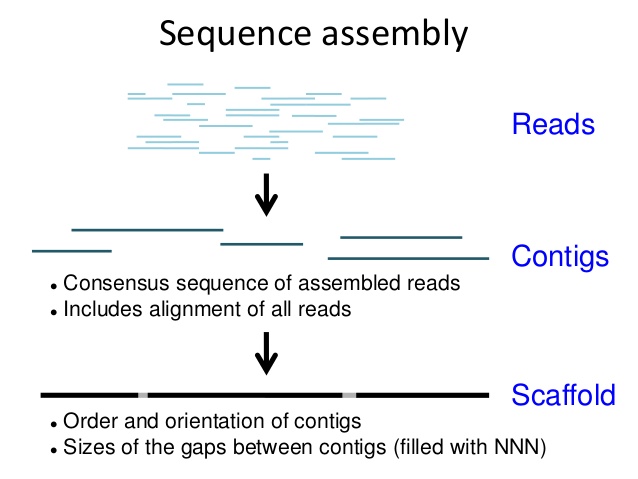 Sequence assembly
Reads
Contigs
• Consensus sequence of assembled reads
• Includes alignment of all reads
Scaffold
• Order and orientation of contigs
• Sizes of the gaps between contigs (filled with NNN)